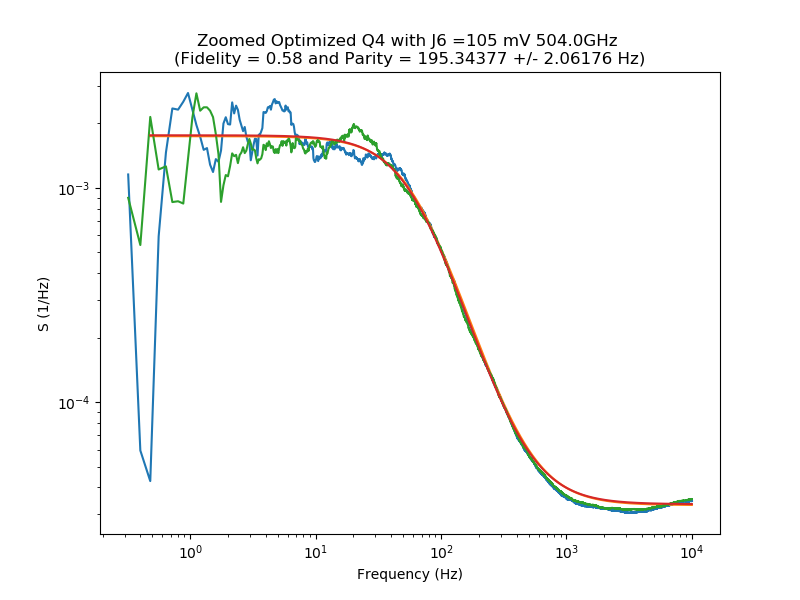 Zoomed Optimized Q4 with J6 =105 mV 504.0GHz
(Fidelity = 0.58 and Parity = 195.34377 +/- 2.06176 Hz)
10⁻³
10⁻⁴
S (1/Hz)
10⁰ 10¹ 10² 10³ 10⁴
Frequency (Hz)